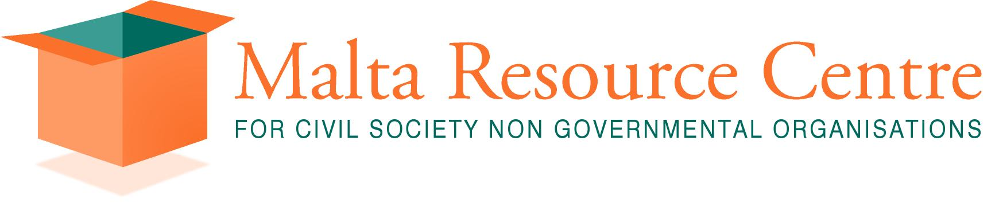 Malta Resource Centre
FOR CIVIL SOCIETY NON GOVERNMENTAL ORGANISATIONS